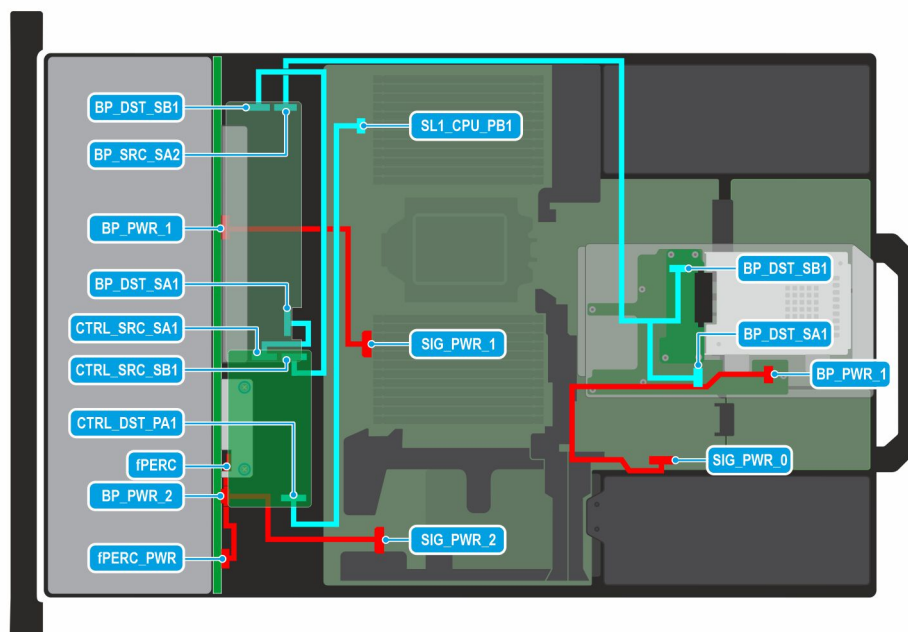 BP_DST_SB1
BP_SRC_SA2
BP_PWR_1
BP_DST_SA1
CTRL_SRC_SA1
CTRL_SRC_SB1
CTRL_DST_PA1
fPERC
BP_PWR_2
fPERC_PWR
SL1_CPU_PB1
SIG_PWR_1
SIG_PWR_2
BP_DST_SB1
BP_DST_SA1
BP_PWR_1
SIG_PWR_0